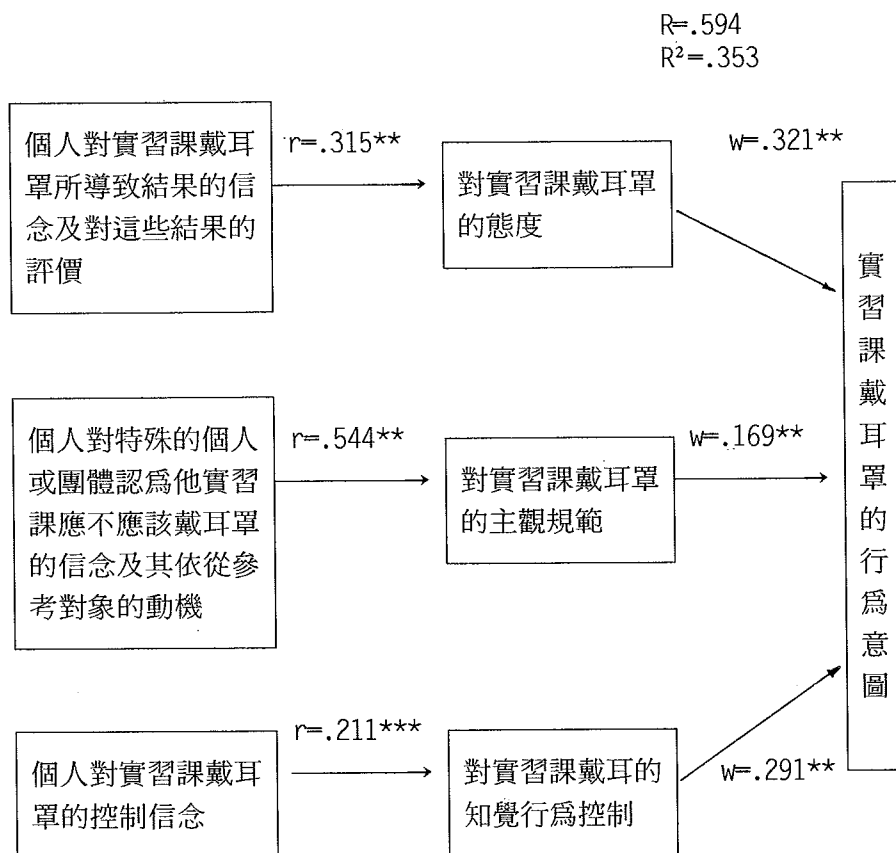 R=.594
R²=.353
個人對實習課戴耳
罩所導致結果的信
念及對這些結果的
評價
r=.315**
對實習課戴耳罩
的態度
w=.321**
個人對特殊的個人
或團體認爲他實習
課應不應該戴耳罩
的信念及其依從參
考對象的動機
r=.544**
對實習課戴耳罩
的主觀規範
w=.169**
個人對實習課戴耳
罩的控制信念
r=.211***
對實習課戴耳的
知覺行爲控制
w=.291**
實習課戴耳罩的行爲意圖